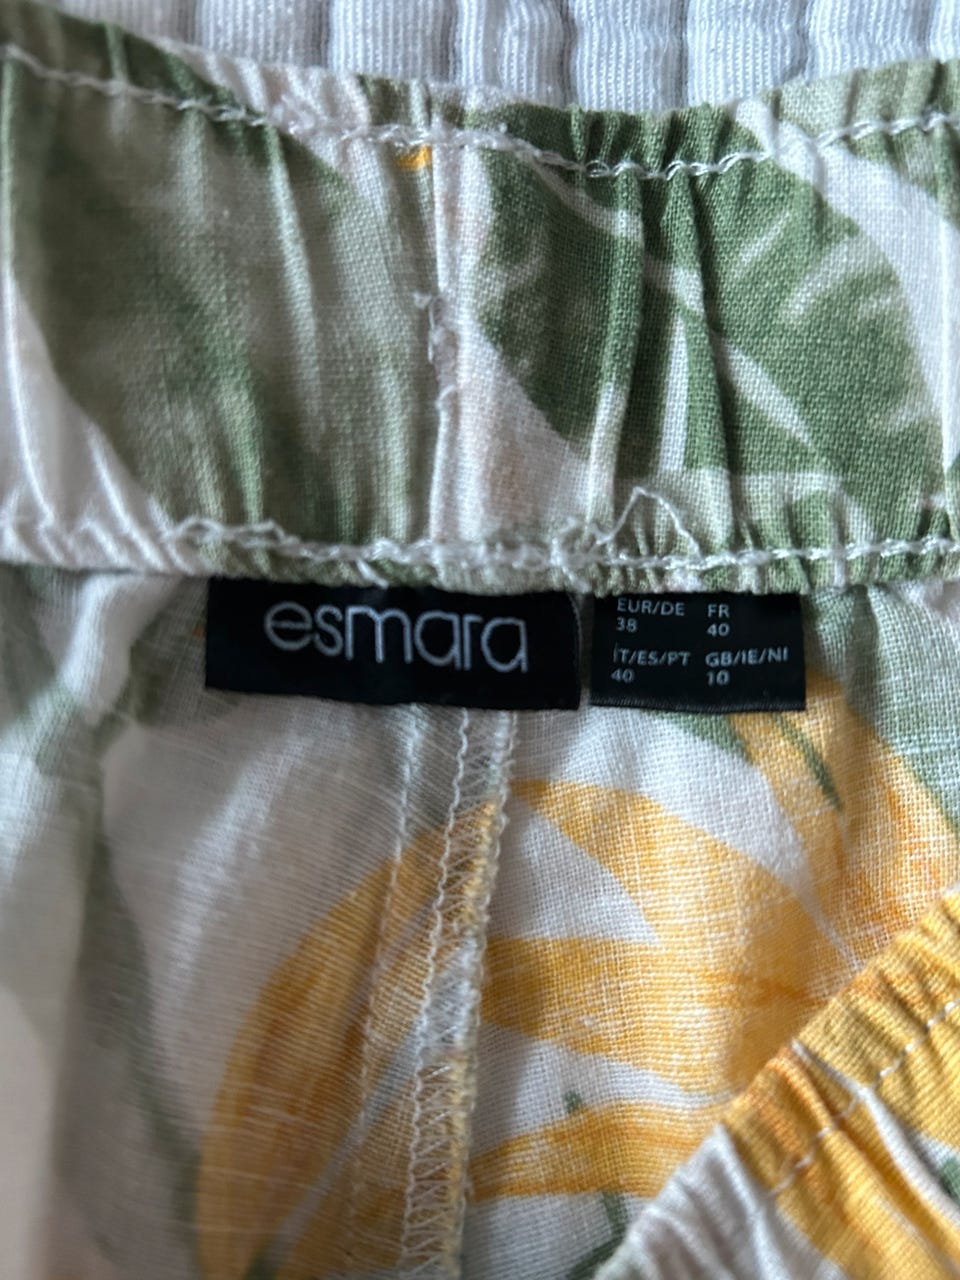 esmara
EUR/DE FR
38 40
IT/ES/PT GB/IE/NI
40 10